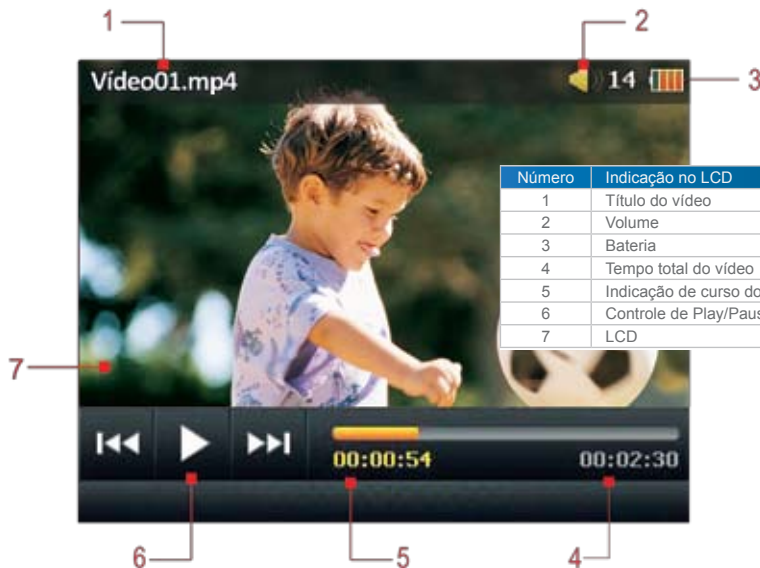 1 2
Vídeo01.mp4 14 3
Número Indicação no LCD
1 Título do vídeo
2 Volume
3 Bateria
4 Tempo total do vídeo
5 Indicação de curso do
6 Controle de Play/Paus
7 LCD
7
00:00:54 00:02:30
6 5 4